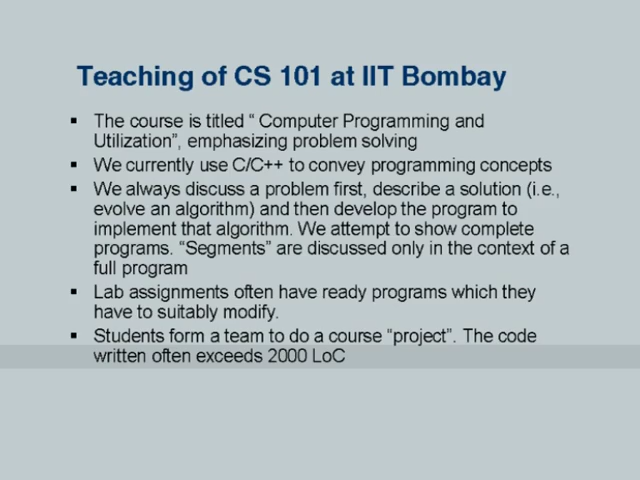 Teaching of CS 101 at IIT Bombay
▪ The course is titled “ Computer Programming and
Utilization”, emphasizing problem solving
▪ We currently use C/C++ to convey programming concepts
▪ We always discuss a problem first, describe a solution (i.e.,
evolve an algorithm) and then develop the program to
implement that algorithm. We attempt to show complete
programs. “Segments” are discussed only in the context of a
full program
▪ Lab assignments often have ready programs which they
have to suitably modify.
▪ Students form a team to do a course “project”. The code
written often exceeds 2000 LoC